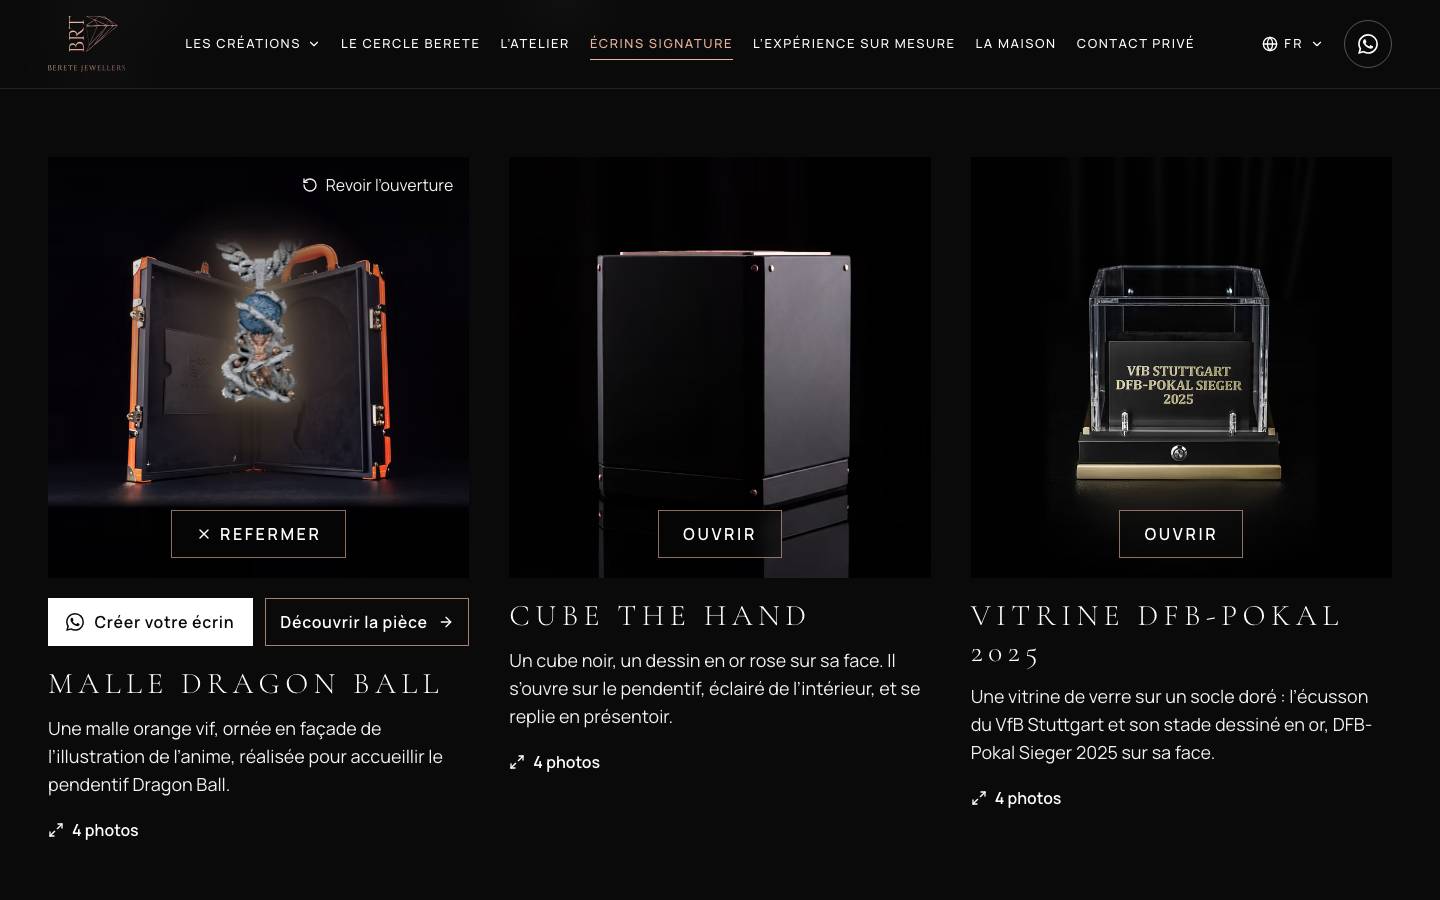 BRT
BERETE JEWELLERS
LES CRÉATIONS
LE CERCLE BERETE
L'ATELIER
ÉCRINS SIGNATURE
L'EXPÉRIENCE SUR MESURE
LA MAISON
CONTACT PRIVÉ
FR
Revoir l'ouverture
VfB STUTTGART
DFB-POKAL SIEGER
2025
REFERMER
OUVRIR
OUVRIR
Créer votre écrin
Découvrir la pièce
MALLE DRAGON BALL
Une malle orange vif, ornée en façade de
l'illustration de l'anime, réalisée pour accueillir le
pendentif Dragon Ball.
4 photos
CUBE THE HAND
Un cube noir, un dessin en or rose sur sa face. Il
s'ouvre sur le pendentif, éclairé de l'intérieur, et se
replie en présentoir.
4 photos
VITRINE DFB-POKAL
2025
Une vitrine de verre sur un socle doré : l'écusson
du VfB Stuttgart et son stade dessiné en or, DFB-
Pokal Sieger 2025 sur sa face.
4 photos